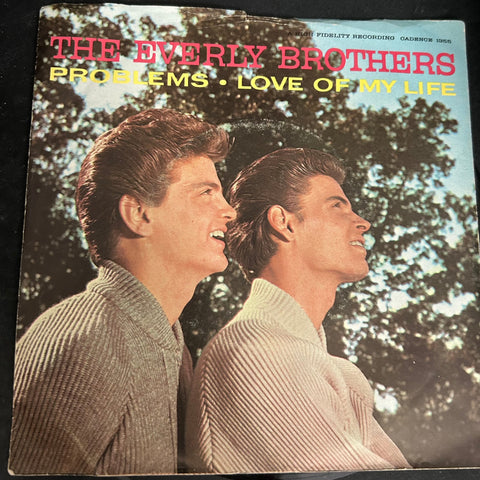 A HIGH FIDELITY RECORDING CADENCE 1355
THE EVERLY BROTHERS
PROBLEMS • LOVE OF MY LIFE